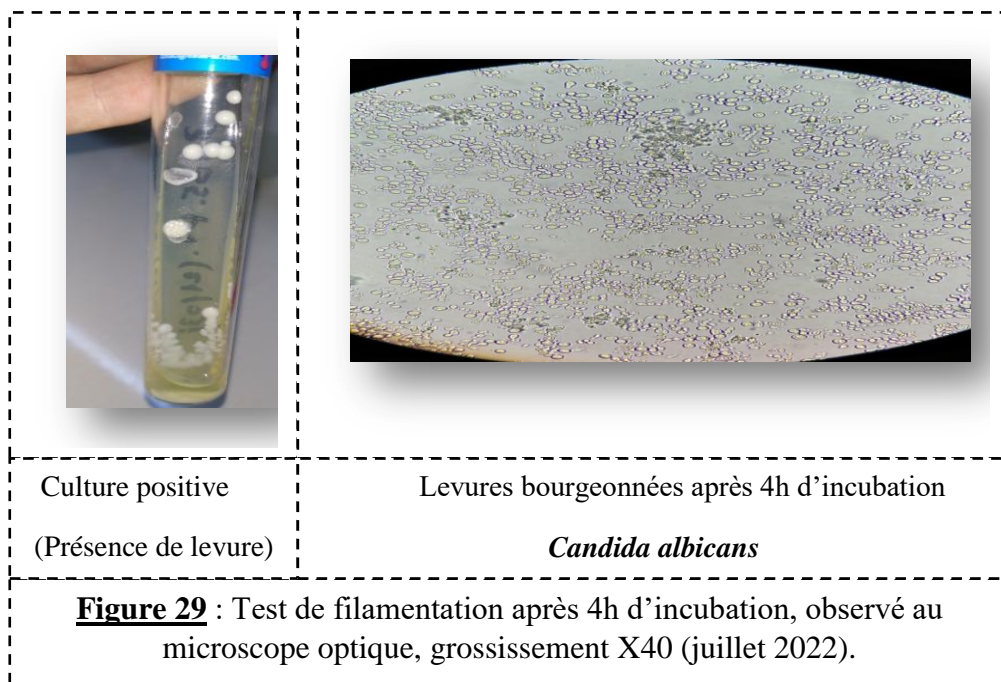 Culture positive
(Présence de levure)
Levures bourgeonnées après 4h d’incubation
Candida albicans
Figure 29 : Test de filamentation après 4h d’incubation, observé au
microscope optique, grossissement X40 (juillet 2022).